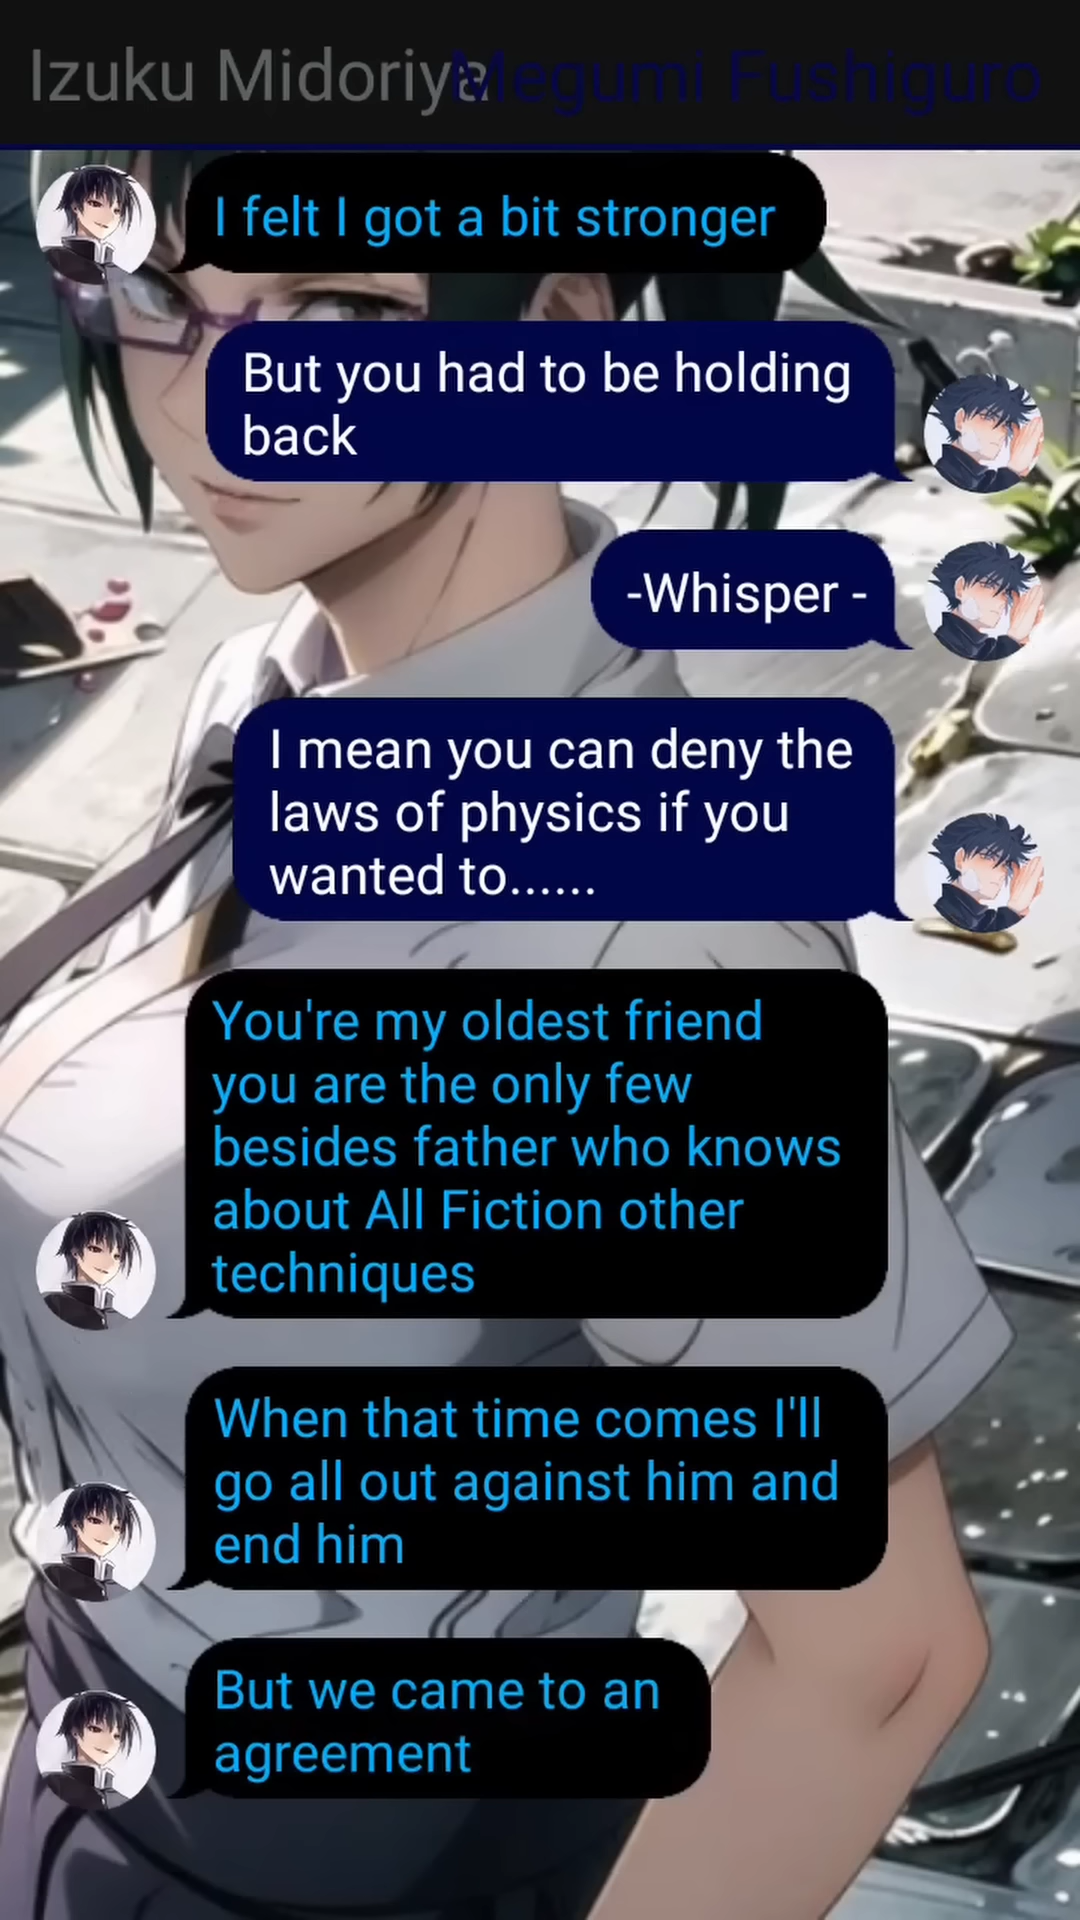 Izuku Midoriya Megumi Fushiguro
I felt I got a bit stronger
But you had to be holding
back
-Whisper -
I mean you can deny the
laws of physics if you
wanted to......
You're my oldest friend
you are the only few
besides father who knows
about All Fiction other
techniques
When that time comes I'll
go all out against him and
end him
But we came to an
agreement